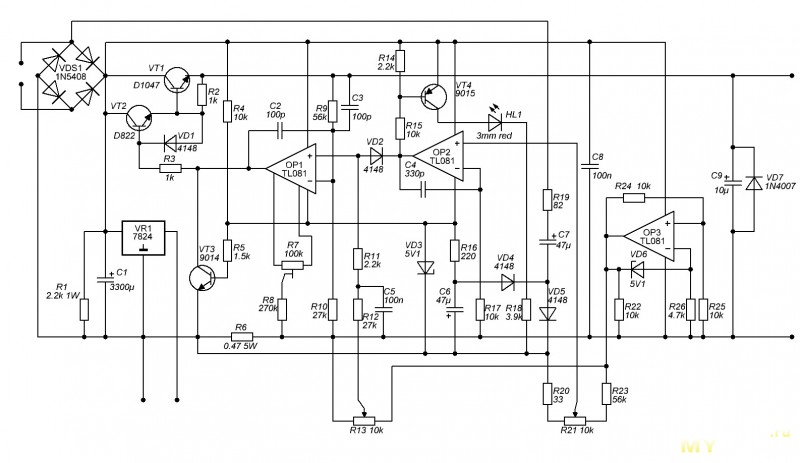 VDS1
1N5408
VT1
D1047
VT2
D822
VD1
4148
R2
1k
R3
1k
R4
10k
C2
100p
R9
56k
C3
100p
R14
2.2k
VT4
9015
HL1
3mm red
R15
10k
VD2
4148
C4
330p
OP1
TL081
OP2
TL081
+
−
+
−
C8
100n
R19
82
R24 10k
C9
10µ
VD7
1N4007
OP3
TL081
+
−
VD6
5V1
VR1
7824
C1
3300µ
R1
2.2k 1W
VT3
9014
R5
1.5k
R7
100k
R8
270k
R10
27k
R11
2.2k
C5
100n
R12
27k
VD3
5V1
R16
220
C6
47µ
VD4
4148
C7
47µ
VD5
4148
R17
10k
R18
3.9k
R22
10k
R26
4.7k
R25
10k
R6
0.47 5W
R20
33
R23
56k
R13 10k
R21 10k
MY
.ru